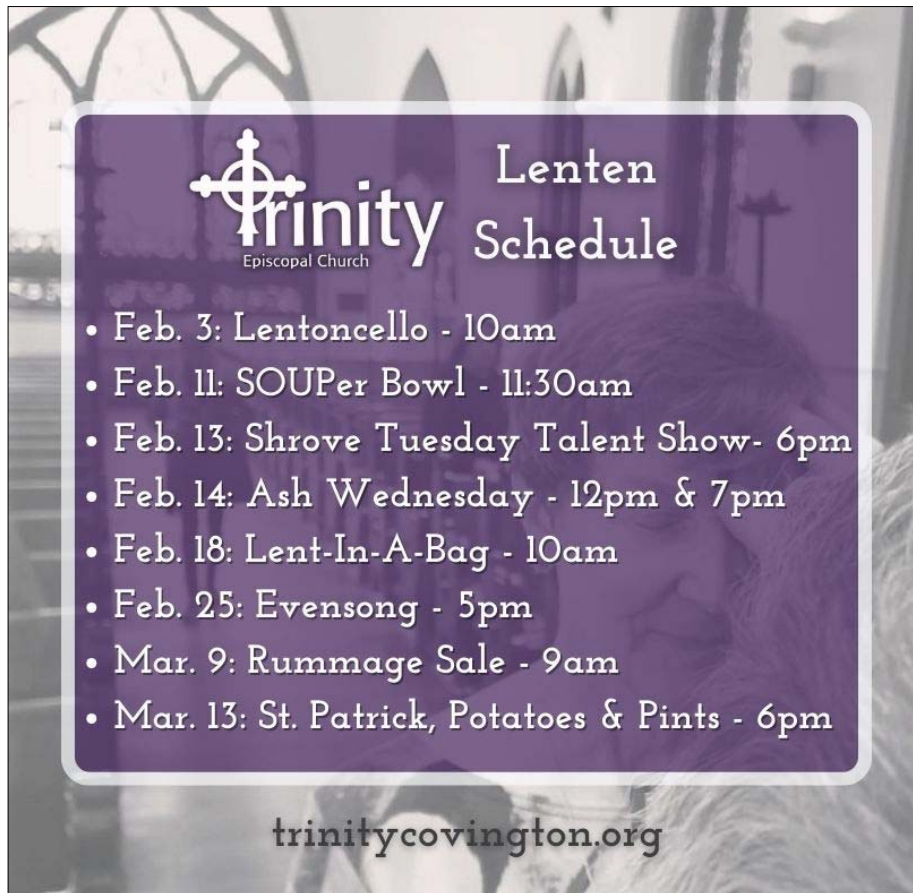 Trinity
Episcopal Church
Lenten
Schedule
• Feb. 3: Lentoncello - 10am
• Feb. 11: SOUPer Bowl - 11:30am
• Feb. 13: Shrove Tuesday Talent Show- 6pm
• Feb. 14: Ash Wednesday - 12pm & 7pm
• Feb. 18: Lent-In-A-Bag - 10am
• Feb. 25: Evensong - 5pm
• Mar. 9: Rummage Sale - 9am
• Mar. 13: St. Patrick, Potatoes & Pints - 6pm
trinitycovington.org